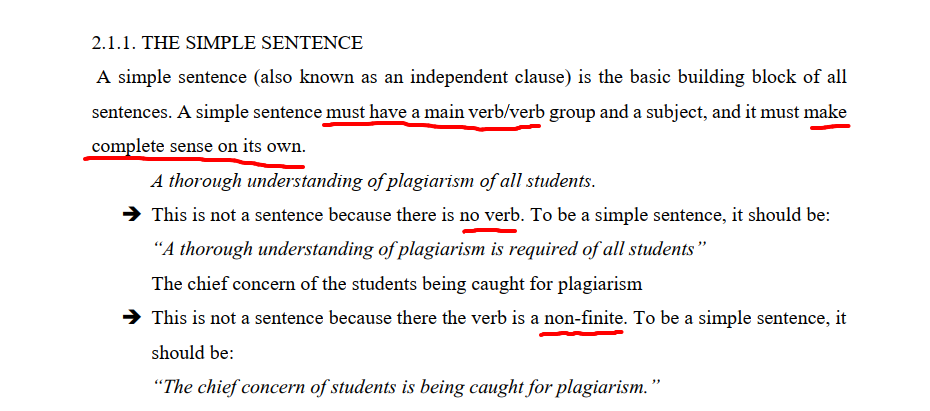 2.1.1. THE SIMPLE SENTENCE
A simple sentence (also known as an independent clause) is the basic building block of all
sentences. A simple sentence must have a main verb/verb group and a subject, and it must make
complete sense on its own.
A thorough understanding of plagiarism of all students.
➔ This is not a sentence because there is no verb. To be a simple sentence, it should be:
“A thorough understanding of plagiarism is required of all students”
The chief concern of the students being caught for plagiarism
➔ This is not a sentence because there the verb is a non-finite. To be a simple sentence, it
should be:
“The chief concern of students is being caught for plagiarism.”